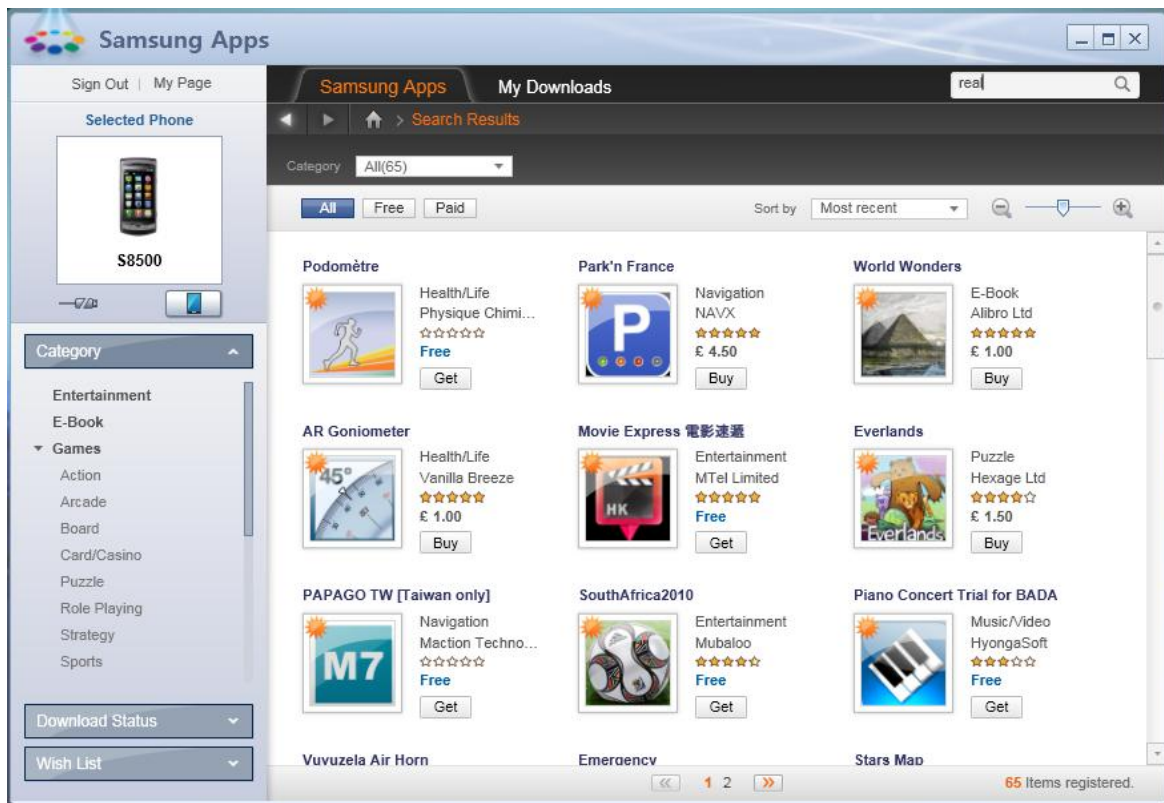 Samsung Apps
Sign Out | My Page
Selected Phone
S8500
Category
Entertainment
E-Book
Games
Action
Arcade
Board
Card/Casino
Puzzle
Role Playing
Strategy
Sports
Download Status
Wish List
Samsung Apps
My Downloads
real
> Search Results
Category
All(65)
All
Free
Paid
Sort by
Most recent
Podomètre
Health/Life
Physique Chimi...
Free
Get
Park'n France
P
Navigation
NAVX
£ 4.50
Buy
World Wonders
E-Book
Alibro Ltd
£ 1.00
Buy
AR Goniometer
45°
Health/Life
Vanilla Breeze
£ 1.00
Buy
Movie Express 電影速遞
HK
Entertainment
MTel Limited
Free
Get
Everlands
Everlands
Puzzle
Hexage Ltd
£ 1.50
Buy
PAPAGO TW [Taiwan only]
M7
Navigation
Maction Techno...
Free
Get
SouthAfrica2010
Entertainment
Mubaloo
Free
Get
Piano Concert Trial for BADA
Music/Video
HyongaSoft
Free
Get
Vuvuzela Air Horn
Emergency
Stars Map
1 2
65 Items registered.